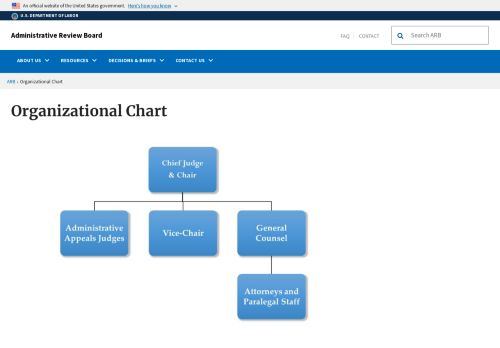 An official website of the United States government. Here's how you know
U.S. DEPARTMENT OF LABOR
Administrative Review Board
FAQ
CONTACT
Search ARB
ABOUT US
RESOURCES
DECISIONS & BRIEFS
CONTACT US
ARB › Organizational Chart
Organizational Chart
Chief Judge
& Chair
Administrative
Appeals Judges
Vice-Chair
General
Counsel
Attorneys and
Paralegal Staff